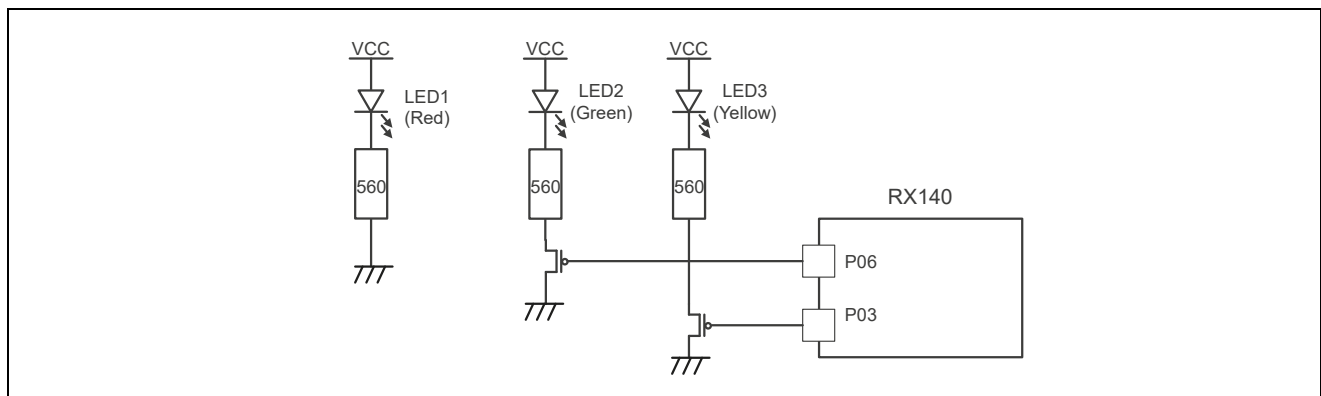 VCC
VCC
VCC
LED1
(Red)
LED2
(Green)
LED3
(Yellow)
560
560
560
RX140
P06
P03